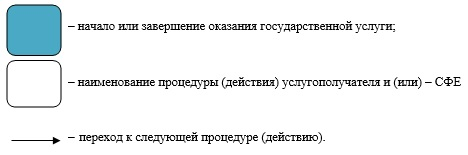 – начало или завершение оказания государственной услуги;
– наименование процедуры (действия) услугополучателя и (или) – СФЕ
– переход к следующей процедуре (действию).